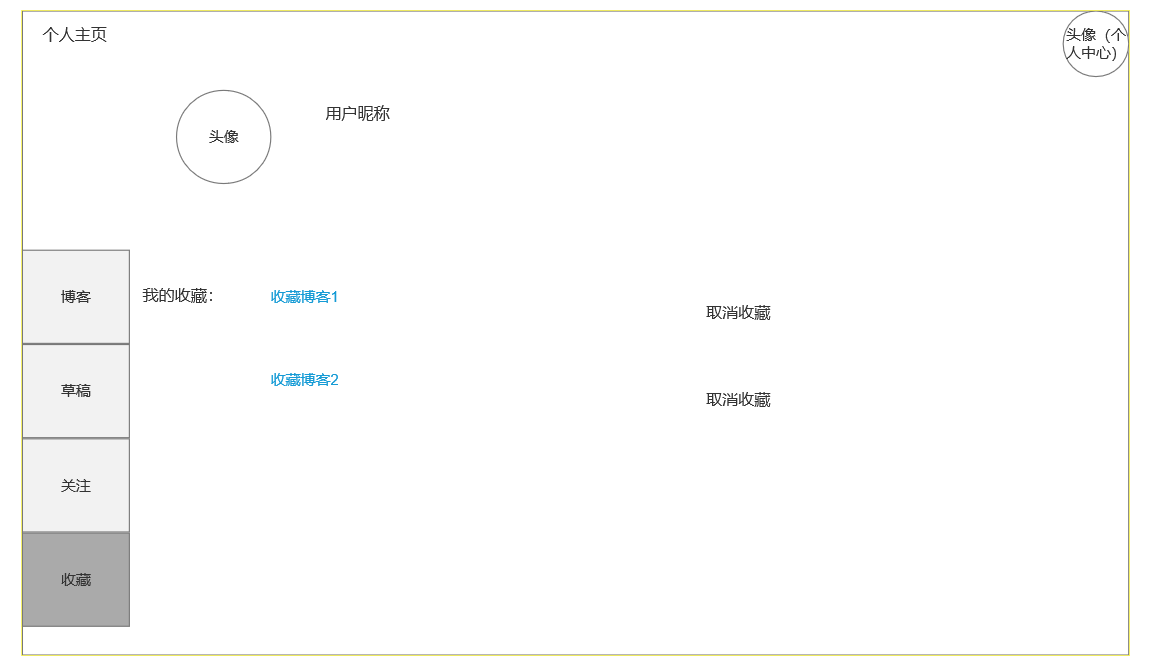 个人主页
头像（个
人中心）
用户昵称
头像
博客
我的收藏：
收藏博客1
取消收藏
收藏博客2
草稿
取消收藏
关注
收藏